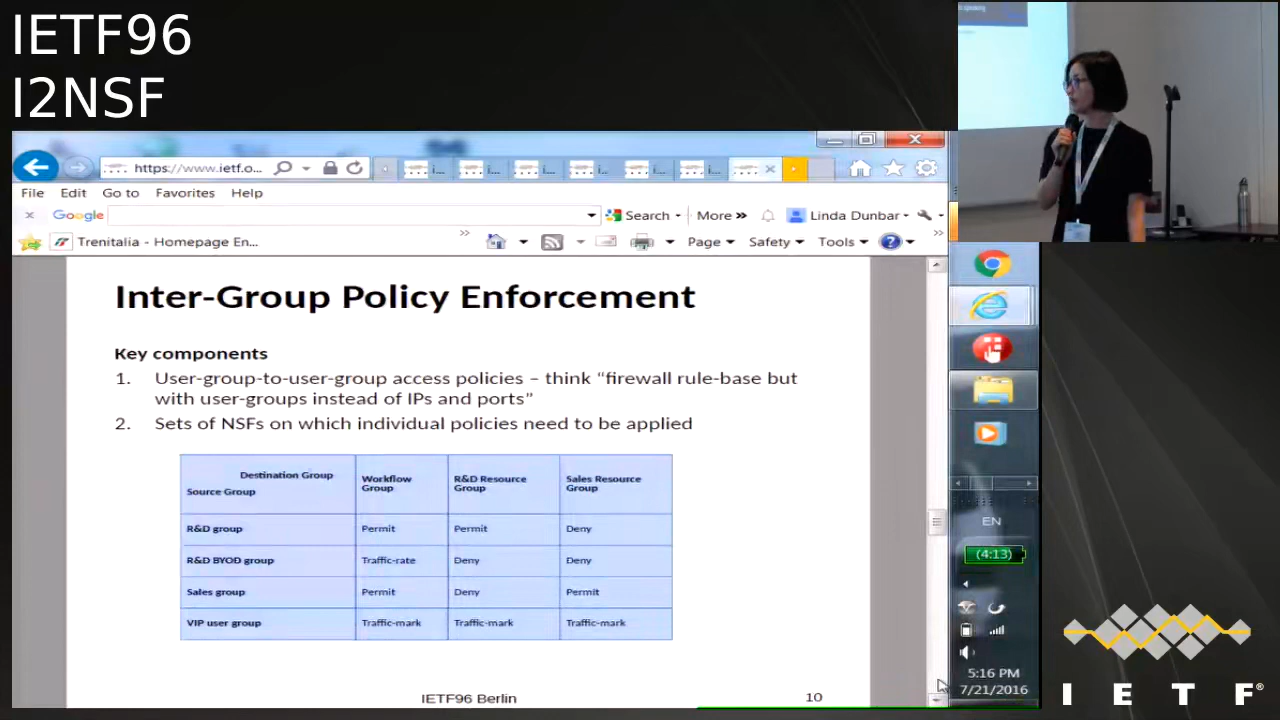 IETF96
I2NSF
https://www.ietf.o...
i...
i...
i...
i...
i...
i...
File Edit Go to Favorites Help
Google Search More » Linda Dunbar
Trenitalia - Homepage En...
Page Safety Tools
Inter-Group Policy Enforcement
Key components
1. User-group-to-user-group access policies – think “firewall rule-base but
with user-groups instead of IPs and ports”
2. Sets of NSFs on which individual policies need to be applied
Destination Group
Source Group
Workflow
Group
R&D Resource
Group
Sales Resource
Group
R&D group Permit Permit Deny
R&D BYOD group Traffic-rate Deny Deny
Sales group Permit Deny Permit
VIP user group Traffic-mark Traffic-mark Traffic-mark
IETF96 Berlin 10
EN
(4:13)
5:16 PM
7/21/2016
I E T F®